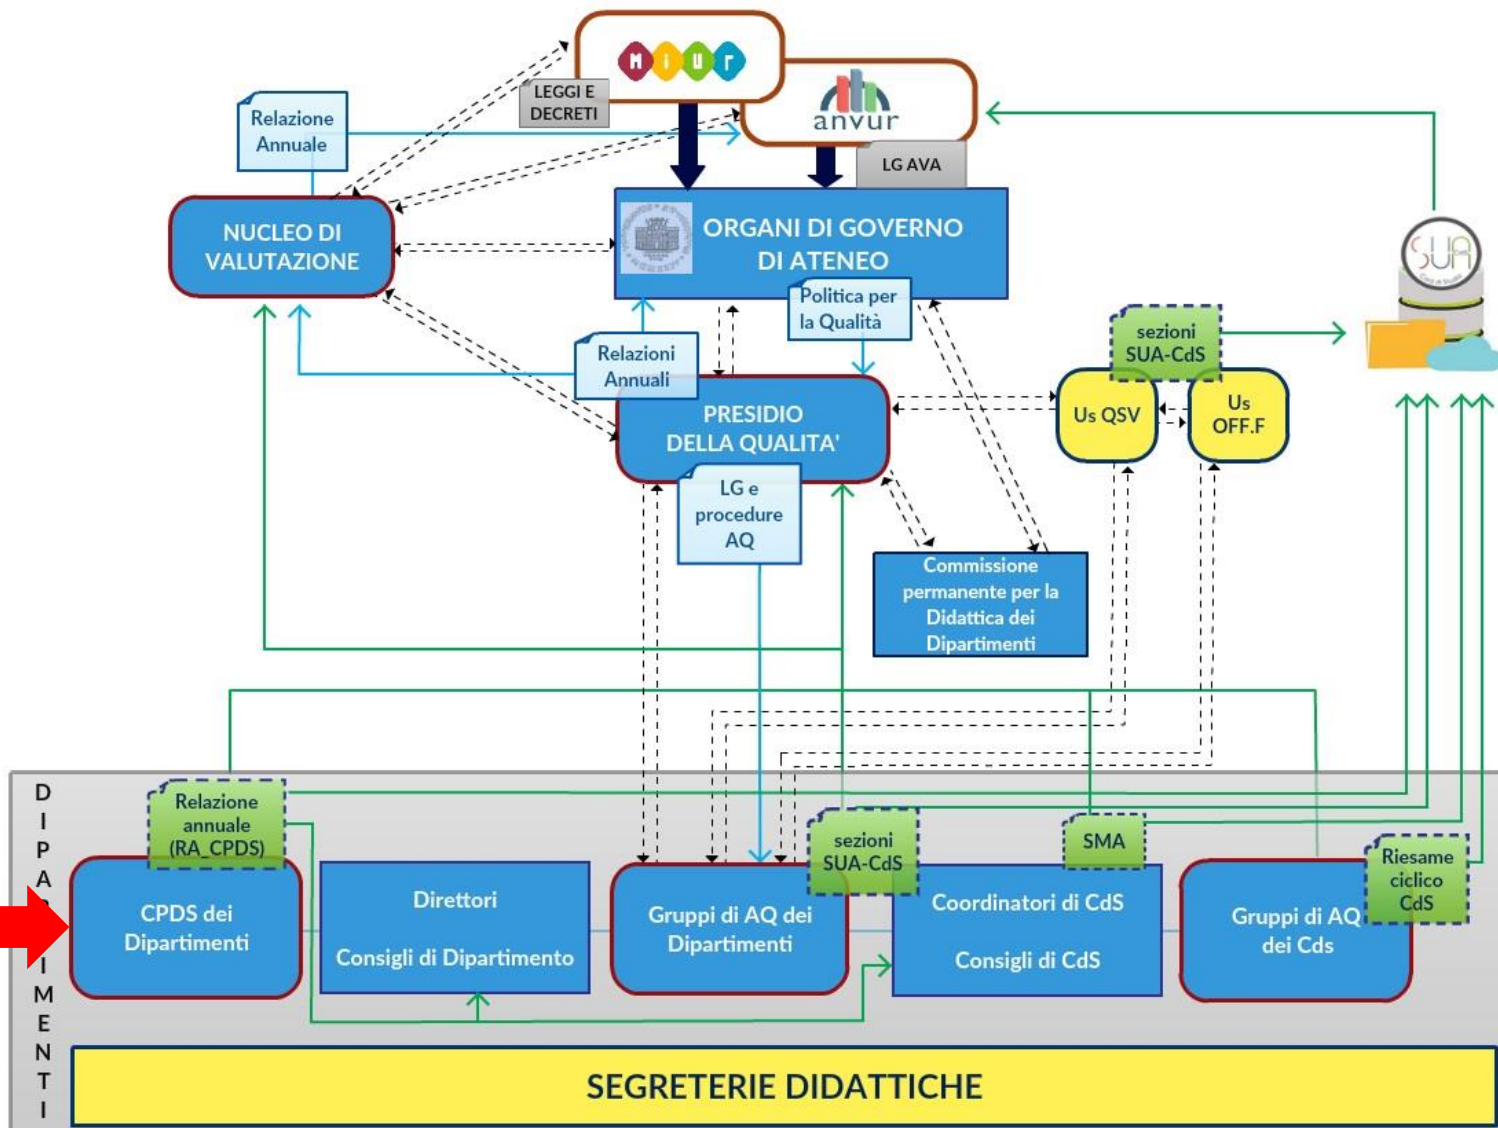 MiUr
LEGGI E
DECRETI
anvur
LG AVA
Relazione
Annuale
NUCLEO DI
VALUTAZIONE
ORGANI DI GOVERNO
DI ATENEO
Politica per
la Qualità
Relazioni
Annuali
sezioni
SUA-CdS
SUA
PRESIDIO
DELLA QUALITA'
Us QSV
Us
OFF.F
LG e
procedure
AQ
Commissione
permanente per la
Didattica dei
Dipartimenti
D
I
P
A
I
M
E
N
T
I
Relazione
annuale
(RA_CPDS)
sezioni
SUA-CdS
SMA
Riesame
ciclico
CdS
CPDS dei
Dipartimenti
Direttori
Consigli di Dipartimento
Gruppi di AQ dei
Dipartimenti
Coordinatori di CdS
Consigli di CdS
Gruppi di AQ
dei Cds
SEGRETERIE DIDATTICHE